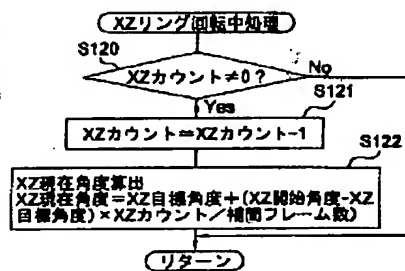 XZリング回転中処理
S120
XZカウント≠0?
No
S121
Yes
XZカウント=XZカウント-1
S122
XZ現在角度算出
XZ現在角度=XZ目標角度+(XZ開始角度-XZ
目標角度)×XZカウント/補間フレーム数)
リターン